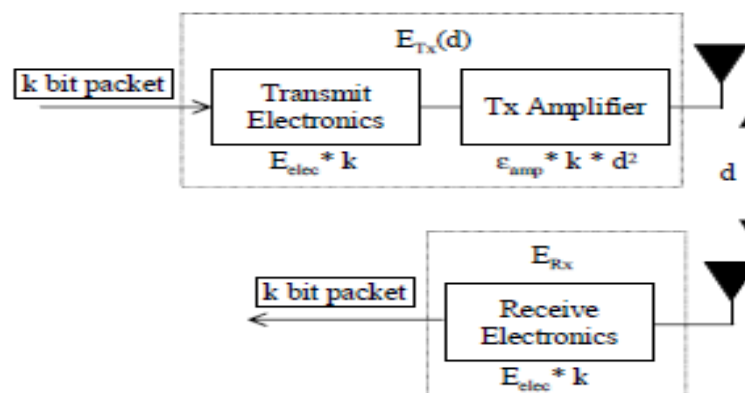 E_Tx(d)
k bit packet
Transmit
Electronics
Tx Amplifier
E_elec * k
ε_amp * k * d²
d
E_Rx
k bit packet
Receive
Electronics
E_elec * k